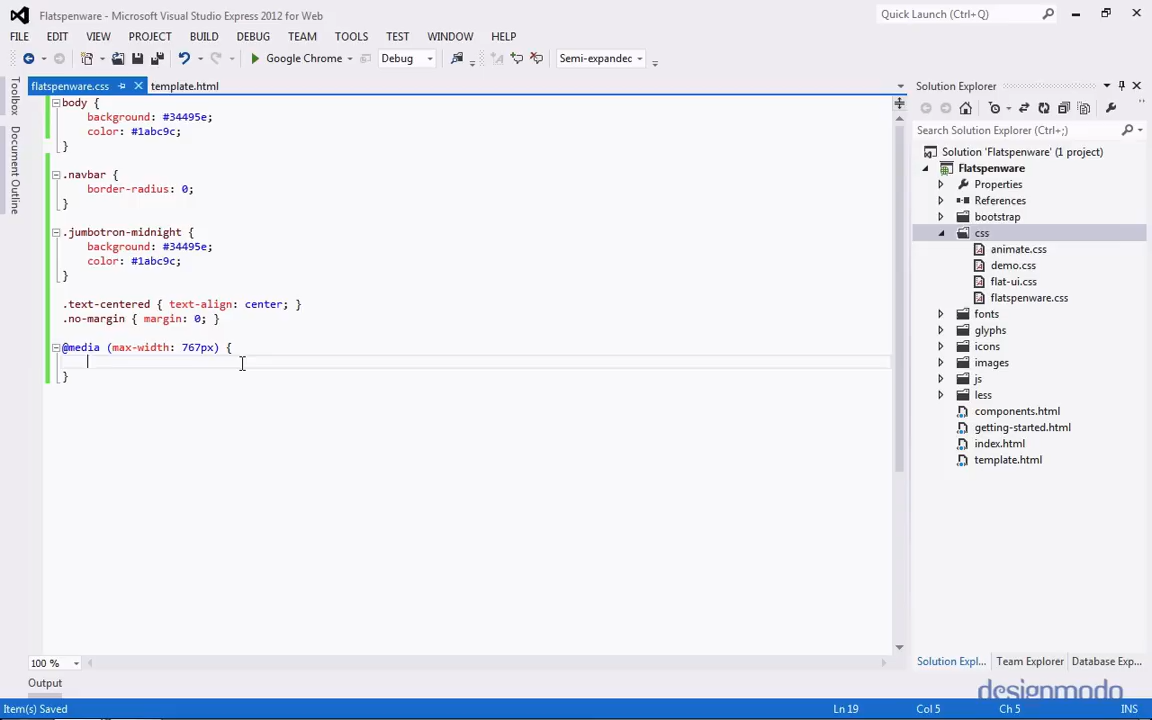 Flatspenware - Microsoft Visual Studio Express 2012 for Web
Quick Launch (Ctrl+Q)
FILE EDIT VIEW PROJECT BUILD DEBUG TEAM TOOLS TEST WINDOW HELP
Google Chrome Debug Semi-expandec
Toolbox
Document Outline
flatspenware.css template.html
body {
background: #34495e;
color: #1abc9c;
}
.navbar {
border-radius: 0;
}
.jumbotron-midnight {
background: #34495e;
color: #1abc9c;
}
.text-centered { text-align: center; }
.no-margin { margin: 0; }
@media (max-width: 767px) {
}
100 %
Output
Solution Explorer
Search Solution Explorer (Ctrl+;)
Solution 'Flatspenware' (1 project)
Flatspenware
Properties
References
bootstrap
css
animate.css
demo.css
flat-ui.css
flatspenware.css
fonts
glyphs
icons
images
js
less
components.html
getting-started.html
index.html
template.html
Solution Expl... Team Explorer Database Exp...
designmodo
Item(s) Saved Ln 19 Col 5 Ch 5 INS